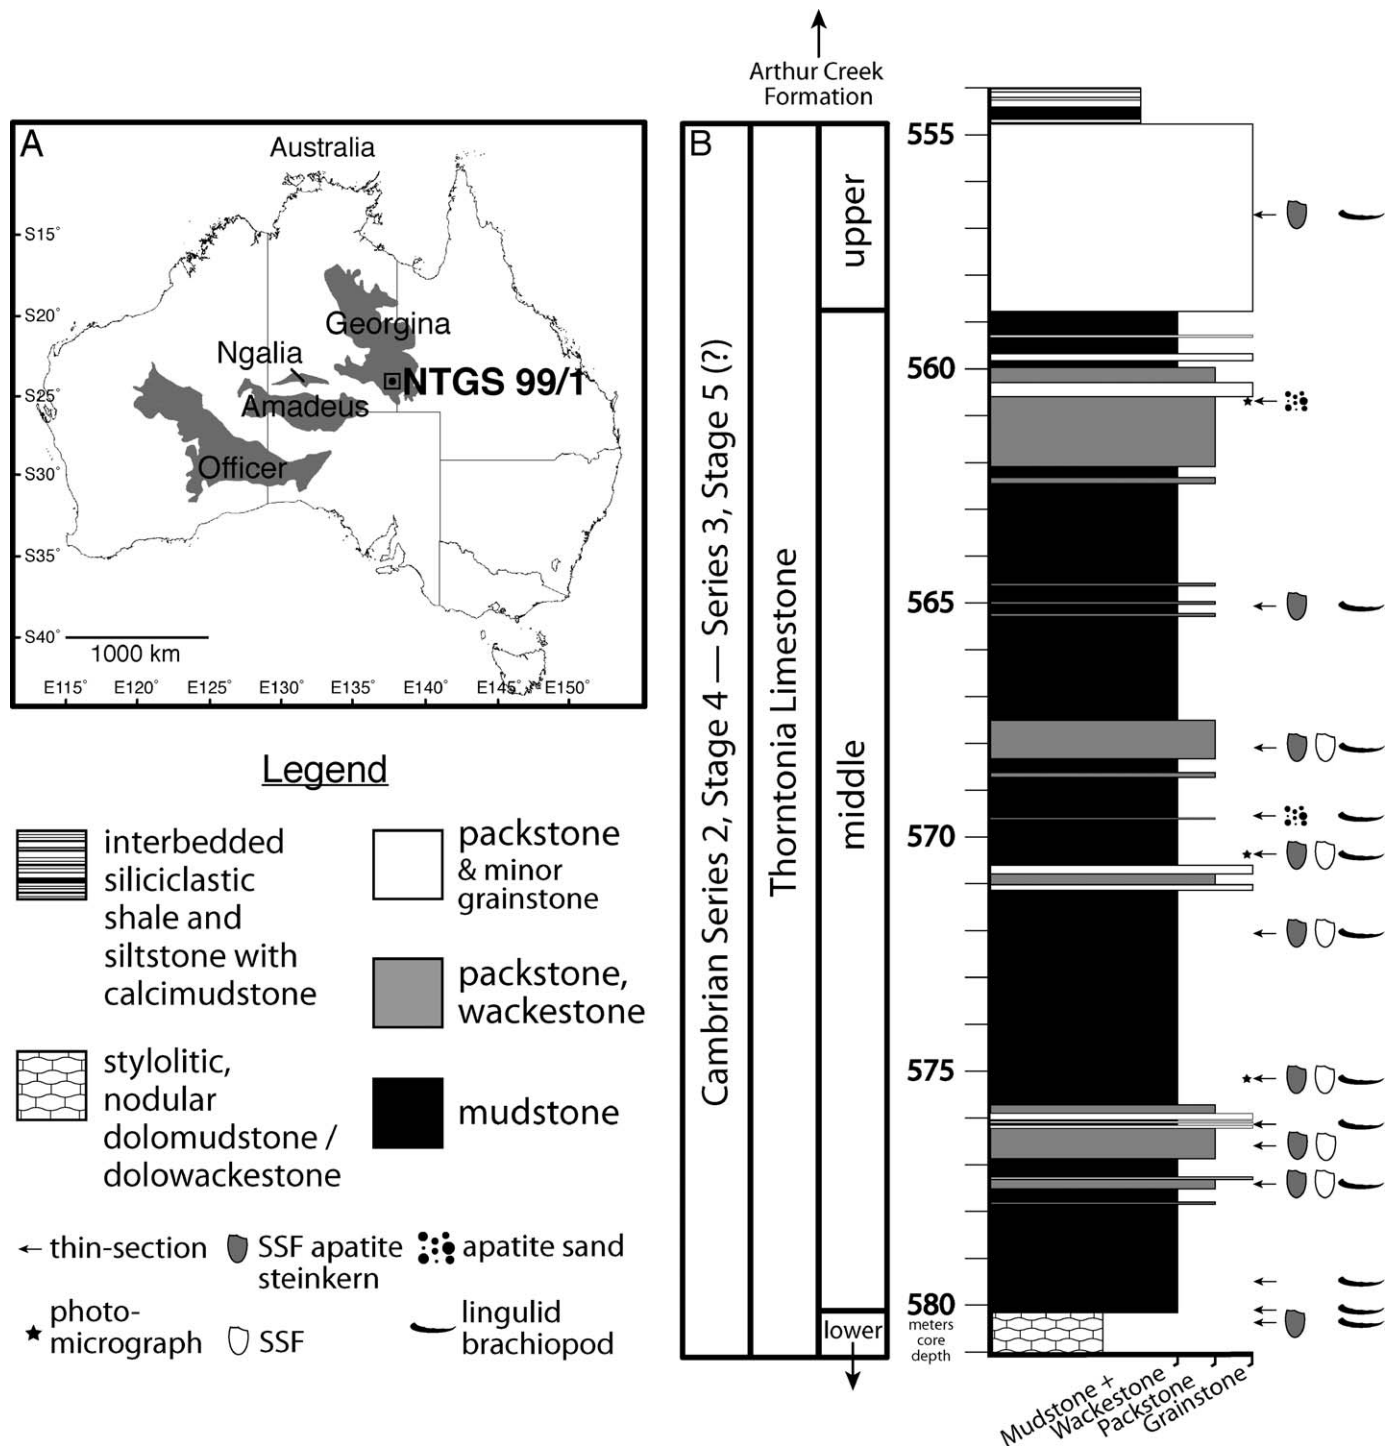 Arthur Creek
Formation
A
Australia
S15°
S20°
S25°
S30°
S35°
S40°
Georgina
Ngalia
NTGS 99/1
Amadeus
Officer
1000 km
E115° E120° E125° E130° E135° E140° E145° E150°
B
Cambrian Series 2, Stage 4 — Series 3, Stage 5 (?)
Thorntonia Limestone
upper
middle
lower
555
560
565
570
575
580
meters
core
depth
Mudstone +
Wackestone
Packstone
Grainstone
Legend
interbedded
siliciclastic
shale and
siltstone with
calcimudstone
stylolitic,
nodular
dolomudstone /
dolowackestone
packstone
& minor
grainstone
packstone,
wackestone
mudstone
thin-section
SSF apatite
steinkern
apatite sand
photo-
micrograph
SSF
lingulid
brachiopod